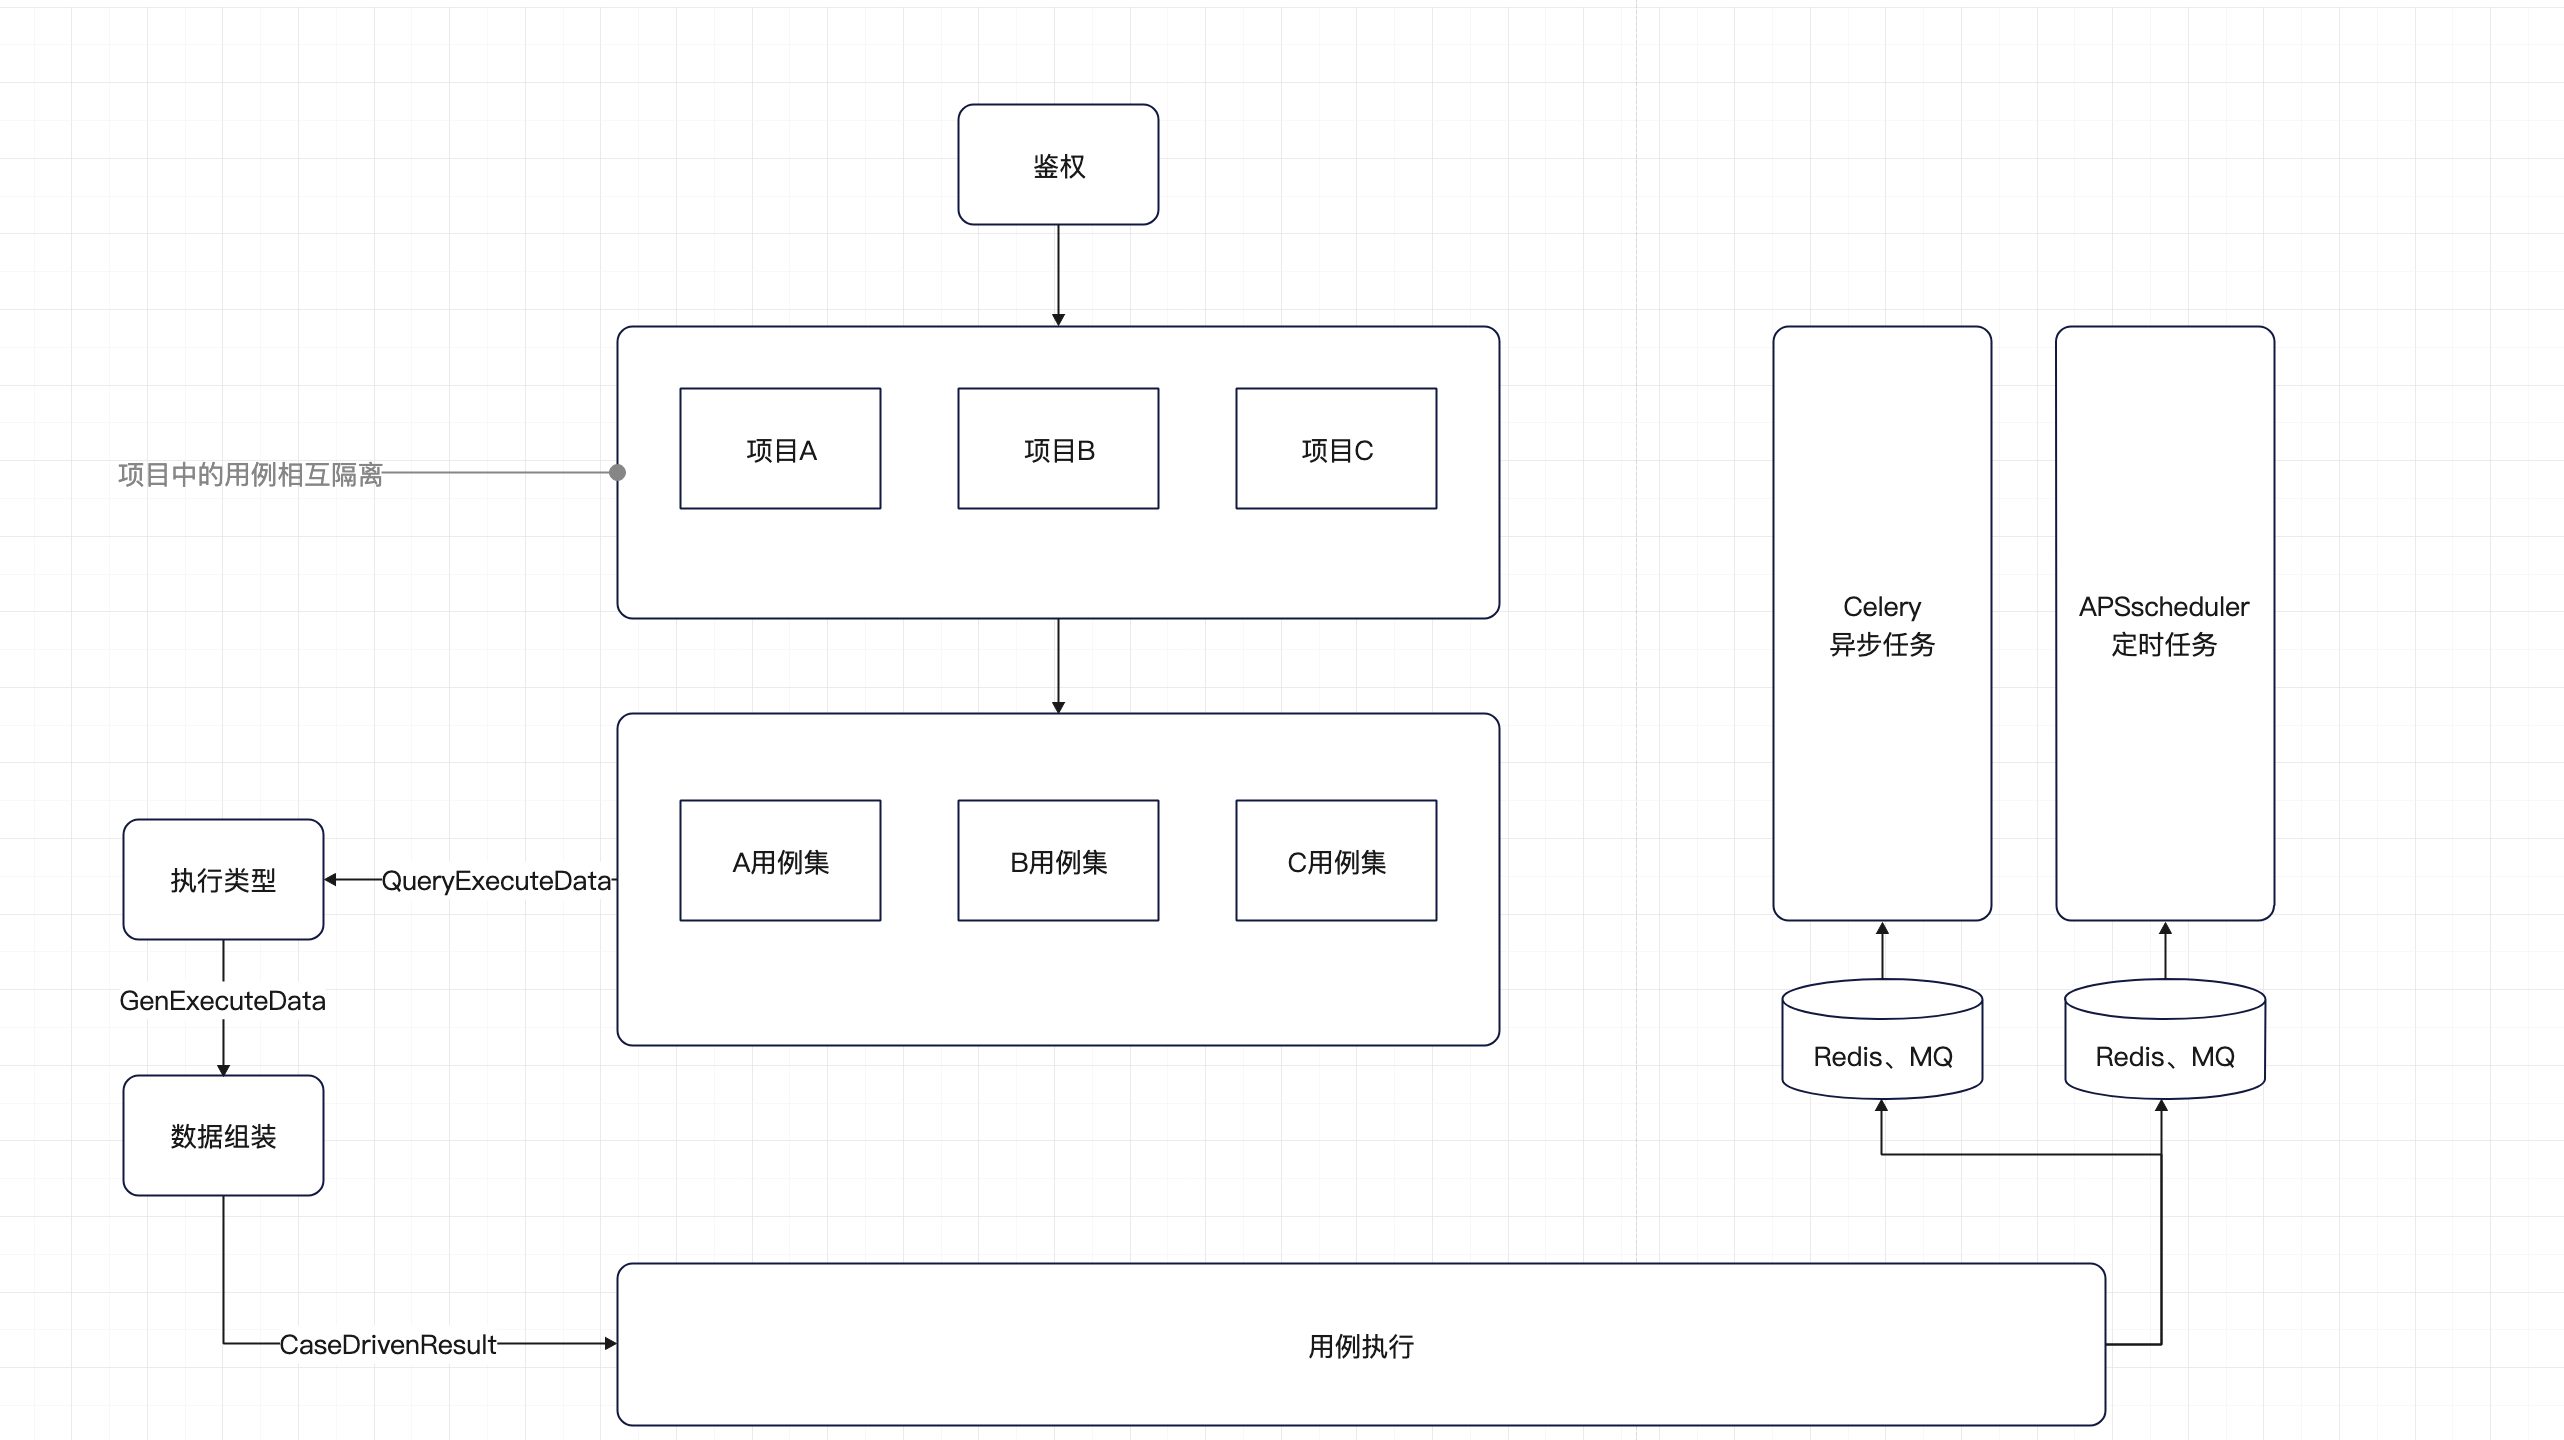 鉴权
项目A
项目B
项目C
项目中的用例相互隔离
Celery
异步任务
APSscheduler
定时任务
A用例集
B用例集
C用例集
执行类型
QueryExecuteData
GenExecuteData
Redis、MQ
Redis、MQ
数据组装
CaseDrivenResult
用例执行